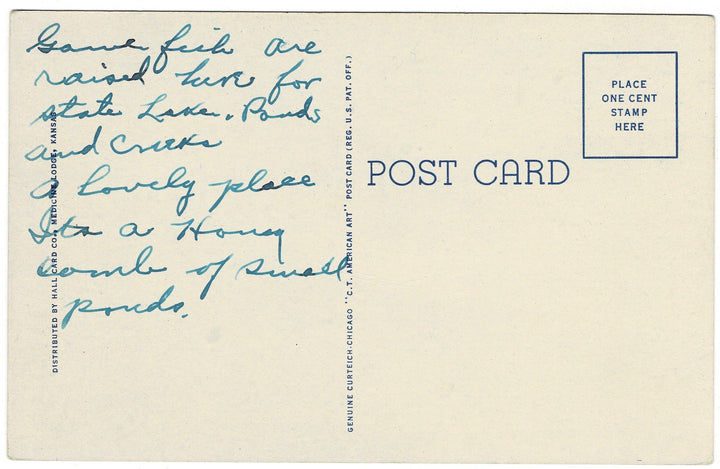 Game fish are
raised here for
state Lake. Ponds
and Creeks
a lovely place
Its a Honey
comb of small
ponds.
DISTRIBUTED BY HALL CARD CO., MEDICINE LODGE, KANSAS
GENUINE CURTEICH-CHICAGO "C.T. AMERICAN ART" POST CARD (REG. U.S. PAT. OFF.)
POST CARD
PLACE
ONE CENT
STAMP
HERE